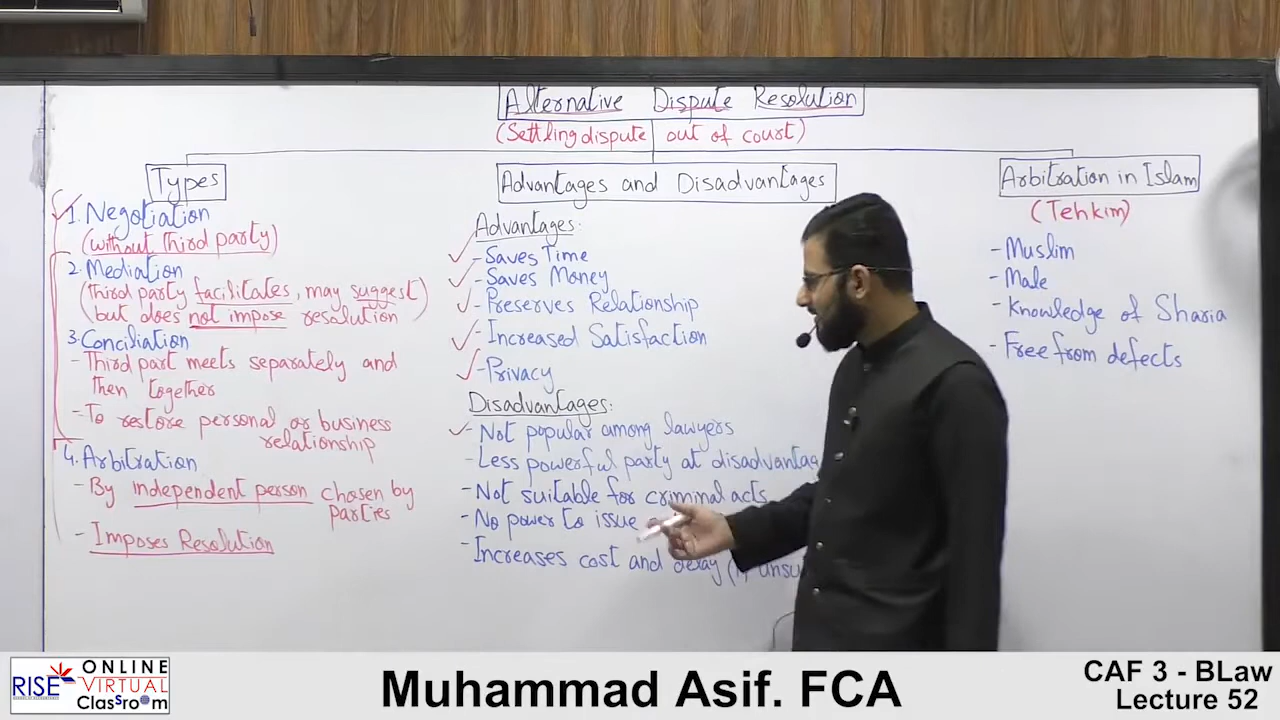 Alternative Dispute Resolution
(Settling dispute out of court)
Types
1. Negotiation
(without third party)
2. Mediation
(Third party facilitates, may suggest)
but does not impose resolution
3. Conciliation
- Third part meets separately and
then together
- To restore personal or business
relationship
4. Arbitration
- By independent person chosen by
parties
- Imposes Resolution
Advantages and Disadvantages
Advantages:
- Saves Time
- Saves Money
- Preserves Relationship
- Increased Satisfaction
- Privacy
Disadvantages:
- Not popular among lawyers
- Less powerful party at
- Not suitable for criminal acts
- No power to issue
- Increases cost and delay
Arbitration in Islam
(Tehkim)
- Muslim
- Male
- Knowledge of Sharia
- Free from defects
RISE ONLINE
VIRTUAL
Classroom
Muhammad Asif. FCA
CAF 3 - BLaw
Lecture 52